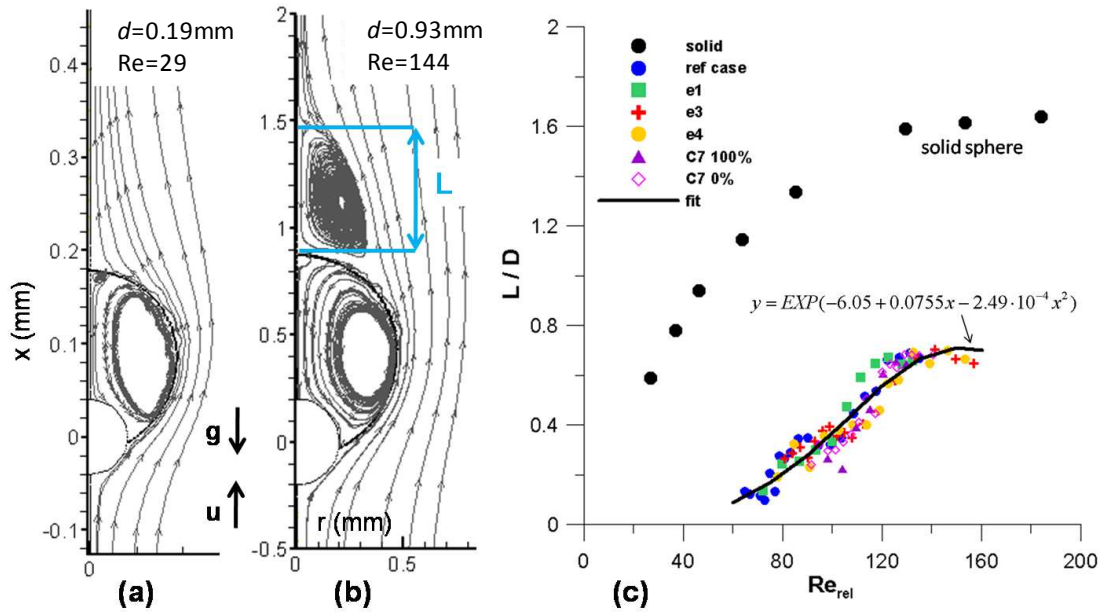 d=0.19mm
Re=29
0.4
0.3
0.2
0.1
0
-0.1
x (mm)
g
u
0
(a)
d=0.93mm
Re=144
2
1.5
1
0.5
0
-0.5
L
r (mm)
0
0.5
(b)
2
1.6
1.2
0.8
0.4
0
L / D
solid
ref case
e1
e3
e4
C7 100%
C7 0%
fit
solid sphere
y = EXP(−6.05 + 0.0755x − 2.49·10⁻⁴ x²)
0 40 80 120 160 200
(c)
Re_rel